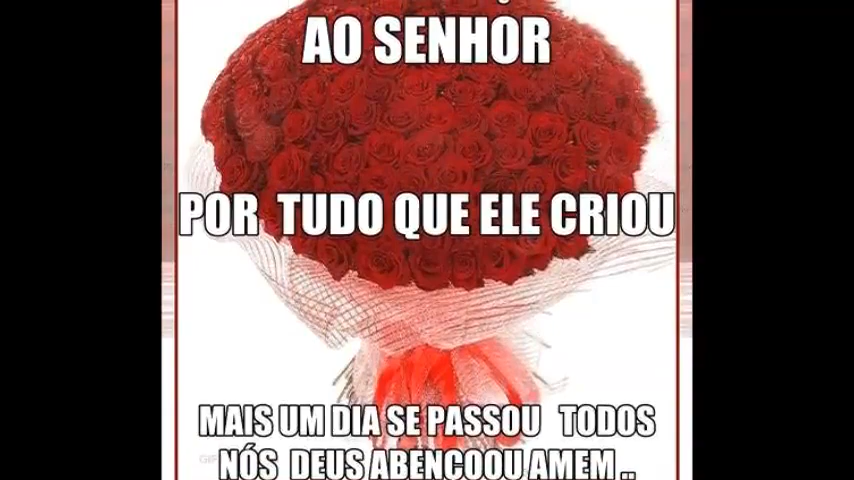 AO SENHOR
POR TUDO QUE ELE CRIOU
MAIS UM DIA SE PASSOU TODOS
NÓS DEUS ABENÇOOU AMEM ..